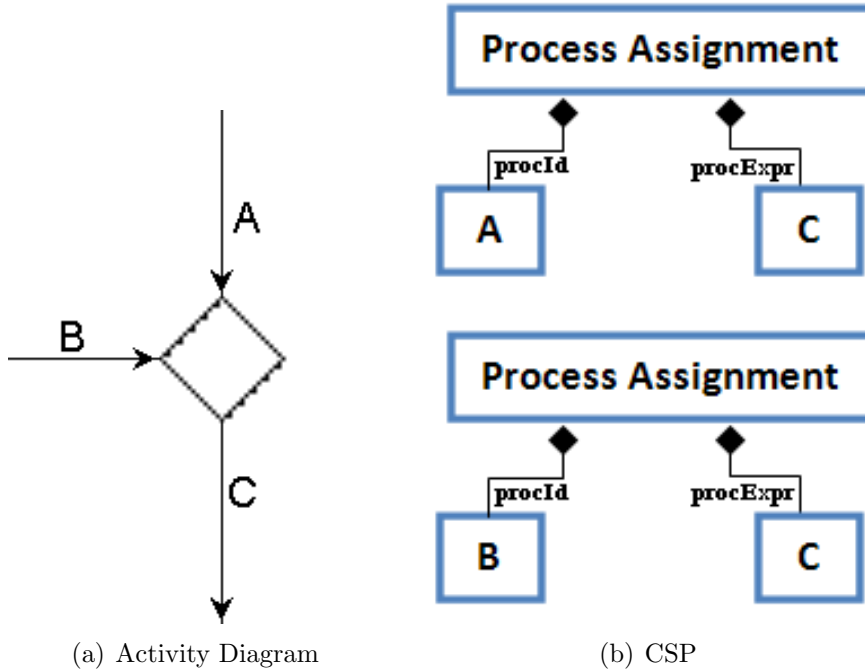 A
B
C
(a) Activity Diagram
Process Assignment
procId
procExpr
A
C
Process Assignment
procId
procExpr
B
C
(b) CSP